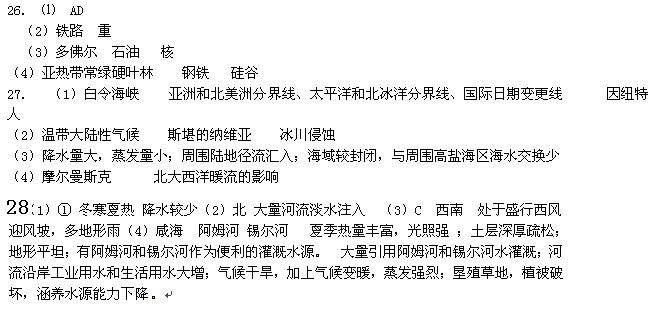 26. ⑴ AD
（2）铁路 重
（3）多佛尔 石油 核
（4）亚热带常绿硬叶林 钢铁 硅谷
27. （1）白令海峡 亚洲和北美洲分界线、太平洋和北冰洋分界线、国际日期变更线 因纽特
人
（2）温带大陆性气候 斯堪的纳维亚 冰川侵蚀
（3）降水量大，蒸发量小；周围陆地径流汇入；海域较封闭，与周围高盐海区海水交换少
（4）摩尔曼斯克 北大西洋暖流的影响
28⑴ ① 冬寒夏热 降水较少（2）北 大量河流淡水注入 （3）C 西南 处于盛行西风
迎风坡，多地形雨（4）咸海 阿姆河 锡尔河 夏季热量丰富，光照强 ；土层深厚疏松；
地形平坦；有阿姆河和锡尔河作为便利的灌溉水源。 大量引用阿姆河和锡尔河水灌溉；河
流沿岸工业用水和生活用水大增；气候干旱，加上气候变暖，蒸发强烈；垦殖草地，植被破
坏，涵养水源能力下降。↵